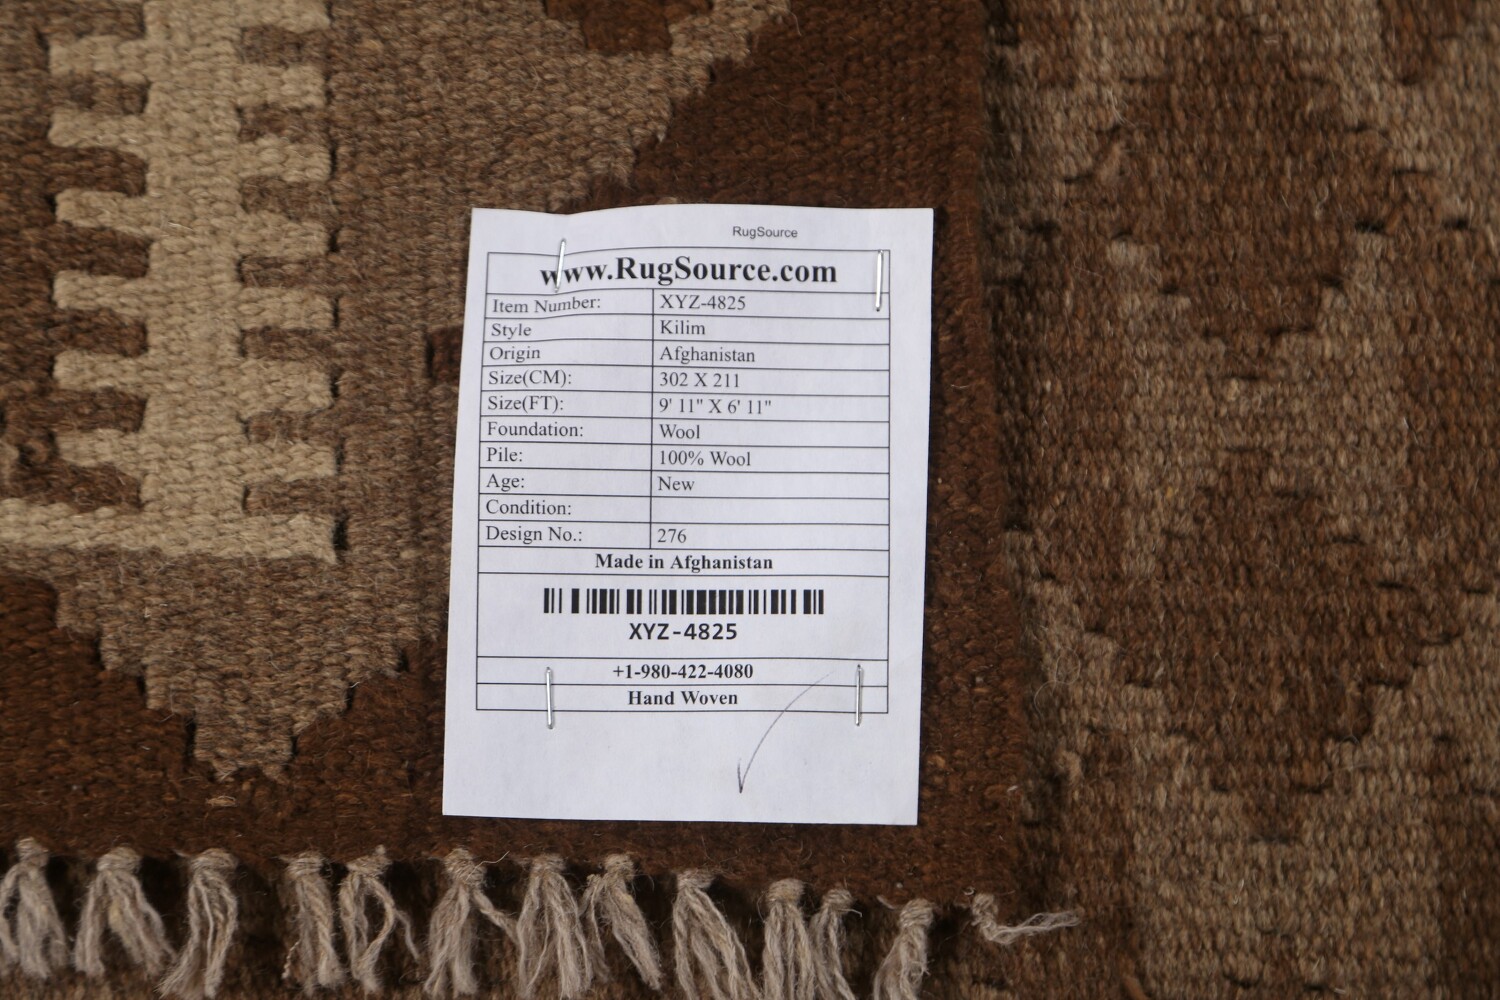 RugSource
www.RugSource.com
Item Number: XYZ-4825
Style Kilim
Origin Afghanistan
Size(CM): 302 X 211
Size(FT): 9' 11" X 6' 11"
Foundation: Wool
Pile: 100% Wool
Age: New
Condition:
Design No.: 276
Made in Afghanistan
XYZ-4825
+1-980-422-4080
Hand Woven